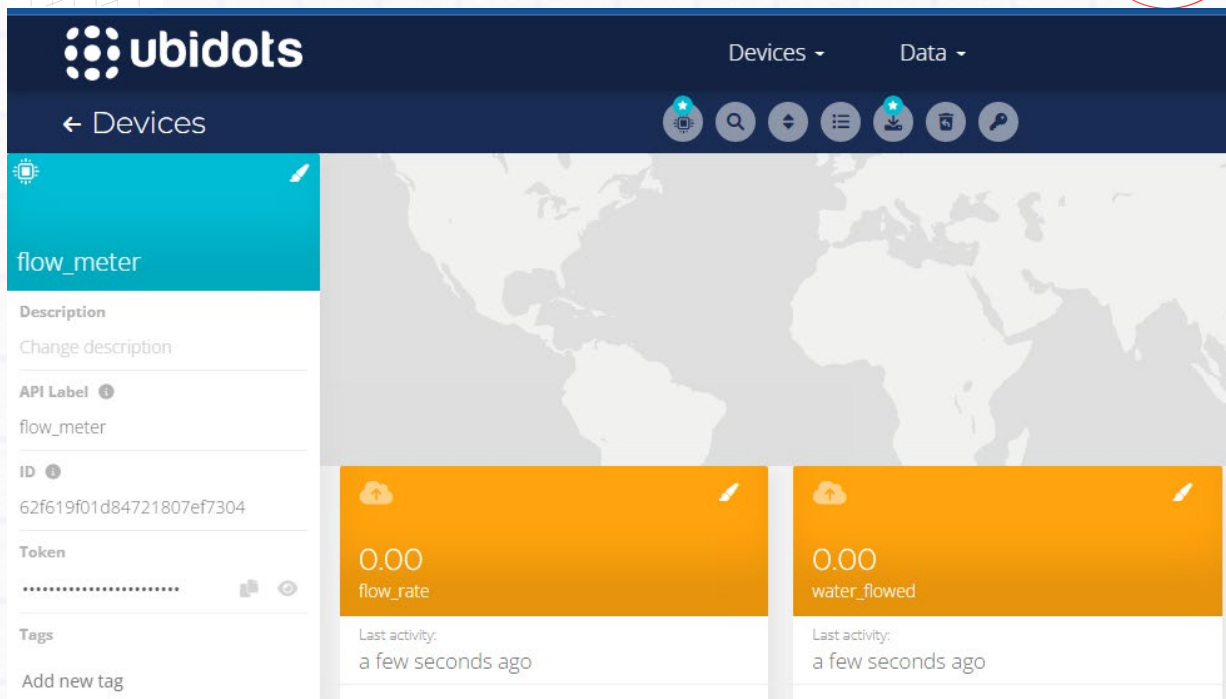 ubidots
Devices
Data
← Devices
flow_meter
Description
Change description
API Label
flow_meter
ID
62f619f01d84721807ef7304
Token
••••••••••••••••••••••••
Tags
Add new tag
0.00
flow_rate
Last activity:
a few seconds ago
0.00
water_flowed
Last activity:
a few seconds ago